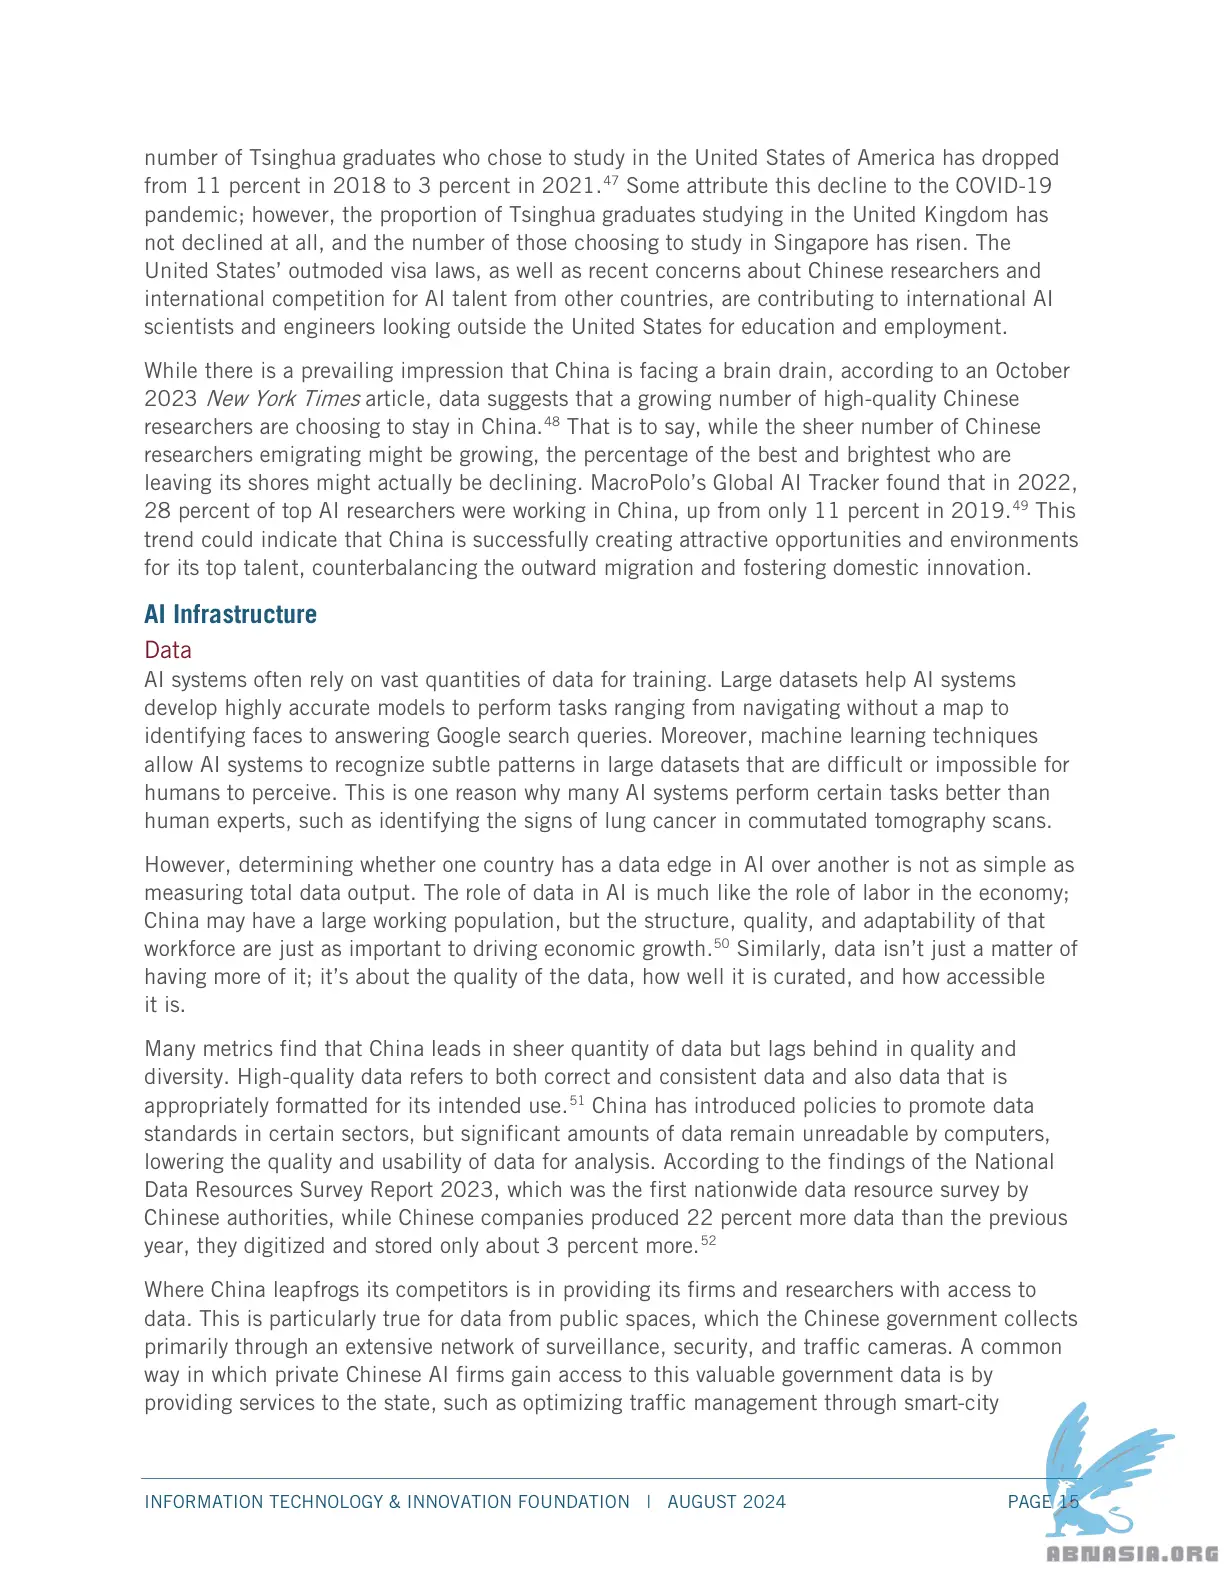 number of Tsinghua graduates who chose to study in the United States of America has dropped
from 11 percent in 2018 to 3 percent in 2021.47 Some attribute this decline to the COVID-19
pandemic; however, the proportion of Tsinghua graduates studying in the United Kingdom has
not declined at all, and the number of those choosing to study in Singapore has risen. The
United States’ outmoded visa laws, as well as recent concerns about Chinese researchers and
international competition for AI talent from other countries, are contributing to international AI
scientists and engineers looking outside the United States for education and employment.
While there is a prevailing impression that China is facing a brain drain, according to an October
2023 New York Times article, data suggests that a growing number of high-quality Chinese
researchers are choosing to stay in China.48 That is to say, while the sheer number of Chinese
researchers emigrating might be growing, the percentage of the best and brightest who are
leaving its shores might actually be declining. MacroPolo’s Global AI Tracker found that in 2022,
28 percent of top AI researchers were working in China, up from only 11 percent in 2019.49 This
trend could indicate that China is successfully creating attractive opportunities and environments
for its top talent, counterbalancing the outward migration and fostering domestic innovation.
AI Infrastructure
Data
AI systems often rely on vast quantities of data for training. Large datasets help AI systems
develop highly accurate models to perform tasks ranging from navigating without a map to
identifying faces to answering Google search queries. Moreover, machine learning techniques
allow AI systems to recognize subtle patterns in large datasets that are difficult or impossible for
humans to perceive. This is one reason why many AI systems perform certain tasks better than
human experts, such as identifying the signs of lung cancer in commutated tomography scans.
However, determining whether one country has a data edge in AI over another is not as simple as
measuring total data output. The role of data in AI is much like the role of labor in the economy;
China may have a large working population, but the structure, quality, and adaptability of that
workforce are just as important to driving economic growth.50 Similarly, data isn’t just a matter of
having more of it; it’s about the quality of the data, how well it is curated, and how accessible
it is.
Many metrics find that China leads in sheer quantity of data but lags behind in quality and
diversity. High-quality data refers to both correct and consistent data and also data that is
appropriately formatted for its intended use.51 China has introduced policies to promote data
standards in certain sectors, but significant amounts of data remain unreadable by computers,
lowering the quality and usability of data for analysis. According to the findings of the National
Data Resources Survey Report 2023, which was the first nationwide data resource survey by
Chinese authorities, while Chinese companies produced 22 percent more data than the previous
year, they digitized and stored only about 3 percent more.52
Where China leapfrogs its competitors is in providing its firms and researchers with access to
data. This is particularly true for data from public spaces, which the Chinese government collects
primarily through an extensive network of surveillance, security, and traffic cameras. A common
way in which private Chinese AI firms gain access to this valuable government data is by
providing services to the state, such as optimizing traffic management through smart-city
INFORMATION TECHNOLOGY & INNOVATION FOUNDATION | AUGUST 2024 PAGE 15
ABNASIA.ORG